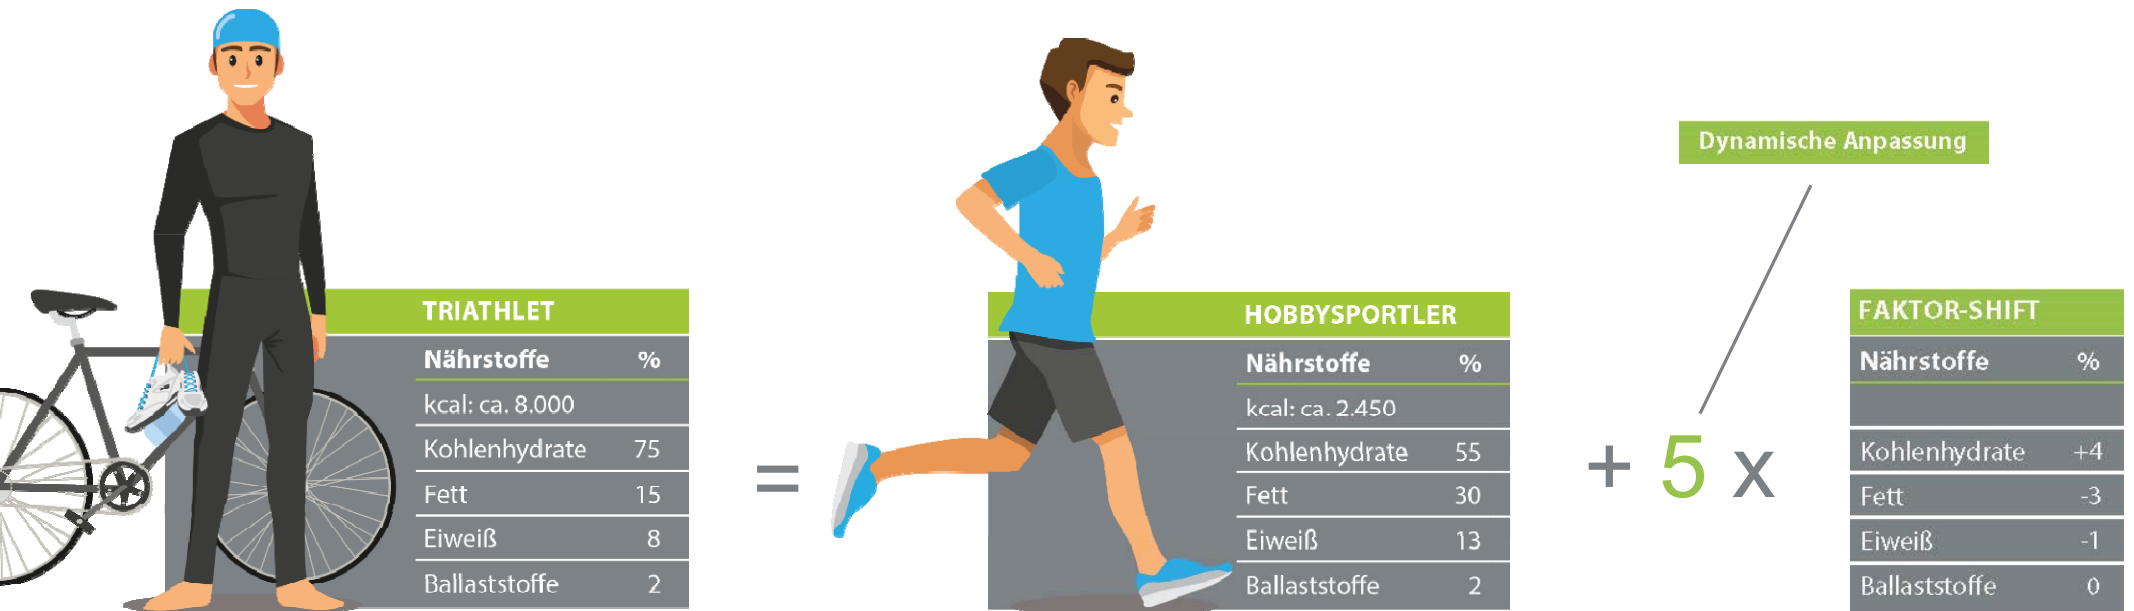 TRIATHLET
Nährstoffe %
kcal: ca. 8.000
Kohlenhydrate 75
Fett 15
Eiweiß 8
Ballaststoffe 2
=
HOBBYSPORTLER
Nährstoffe %
kcal: ca. 2.450
Kohlenhydrate 55
Fett 30
Eiweiß 13
Ballaststoffe 2
+ 5 x
Dynamische Anpassung
FAKTOR-SHIFT
Nährstoffe %
Kohlenhydrate +4
Fett -3
Eiweiß -1
Ballaststoffe 0